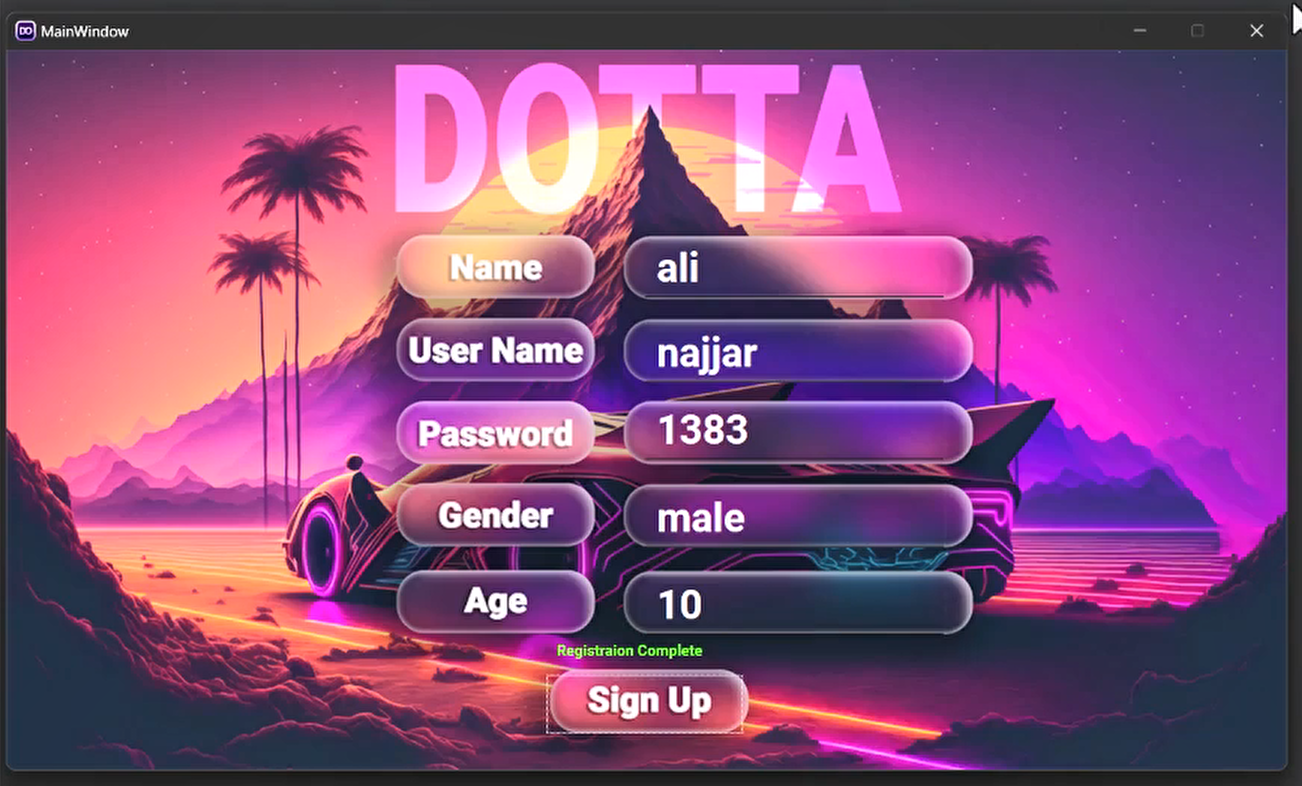 DO MainWindow
DOTTA
Name ali
User Name najjar
Password 1383
Gender male
Age 10
Registraion Complete
Sign Up